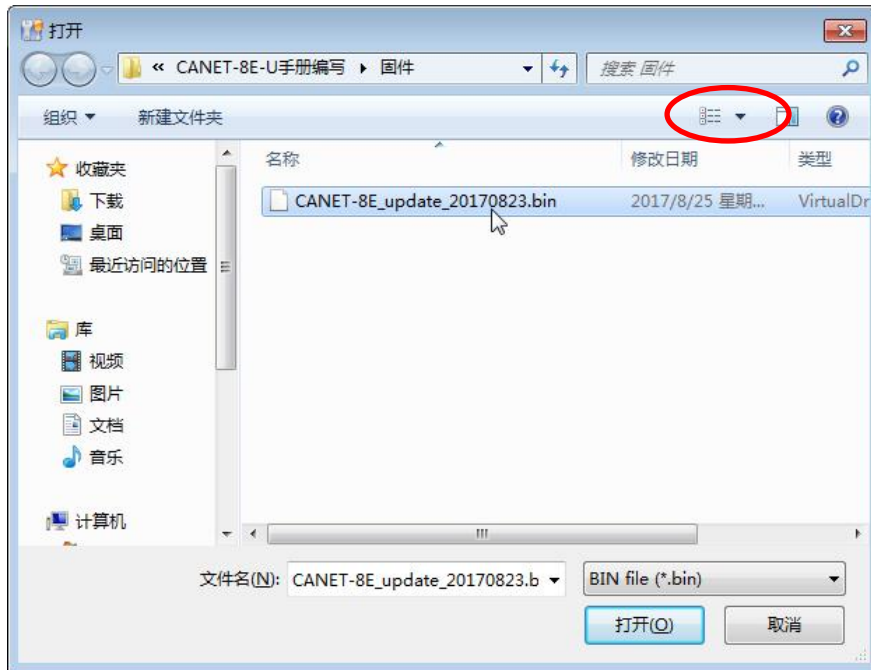 打开
« CANET-8E-U手册编写 ▸ 固件
搜索 固件
组织 ▼ 新建文件夹
收藏夹
下载
桌面
最近访问的位置
库
视频
图片
文档
音乐
计算机
名称 修改日期 类型
CANET-8E_update_20170823.bin 2017/8/25 星期... VirtualDr
文件名(N): CANET-8E_update_20170823.b
BIN file (*.bin)
打开(O) 取消